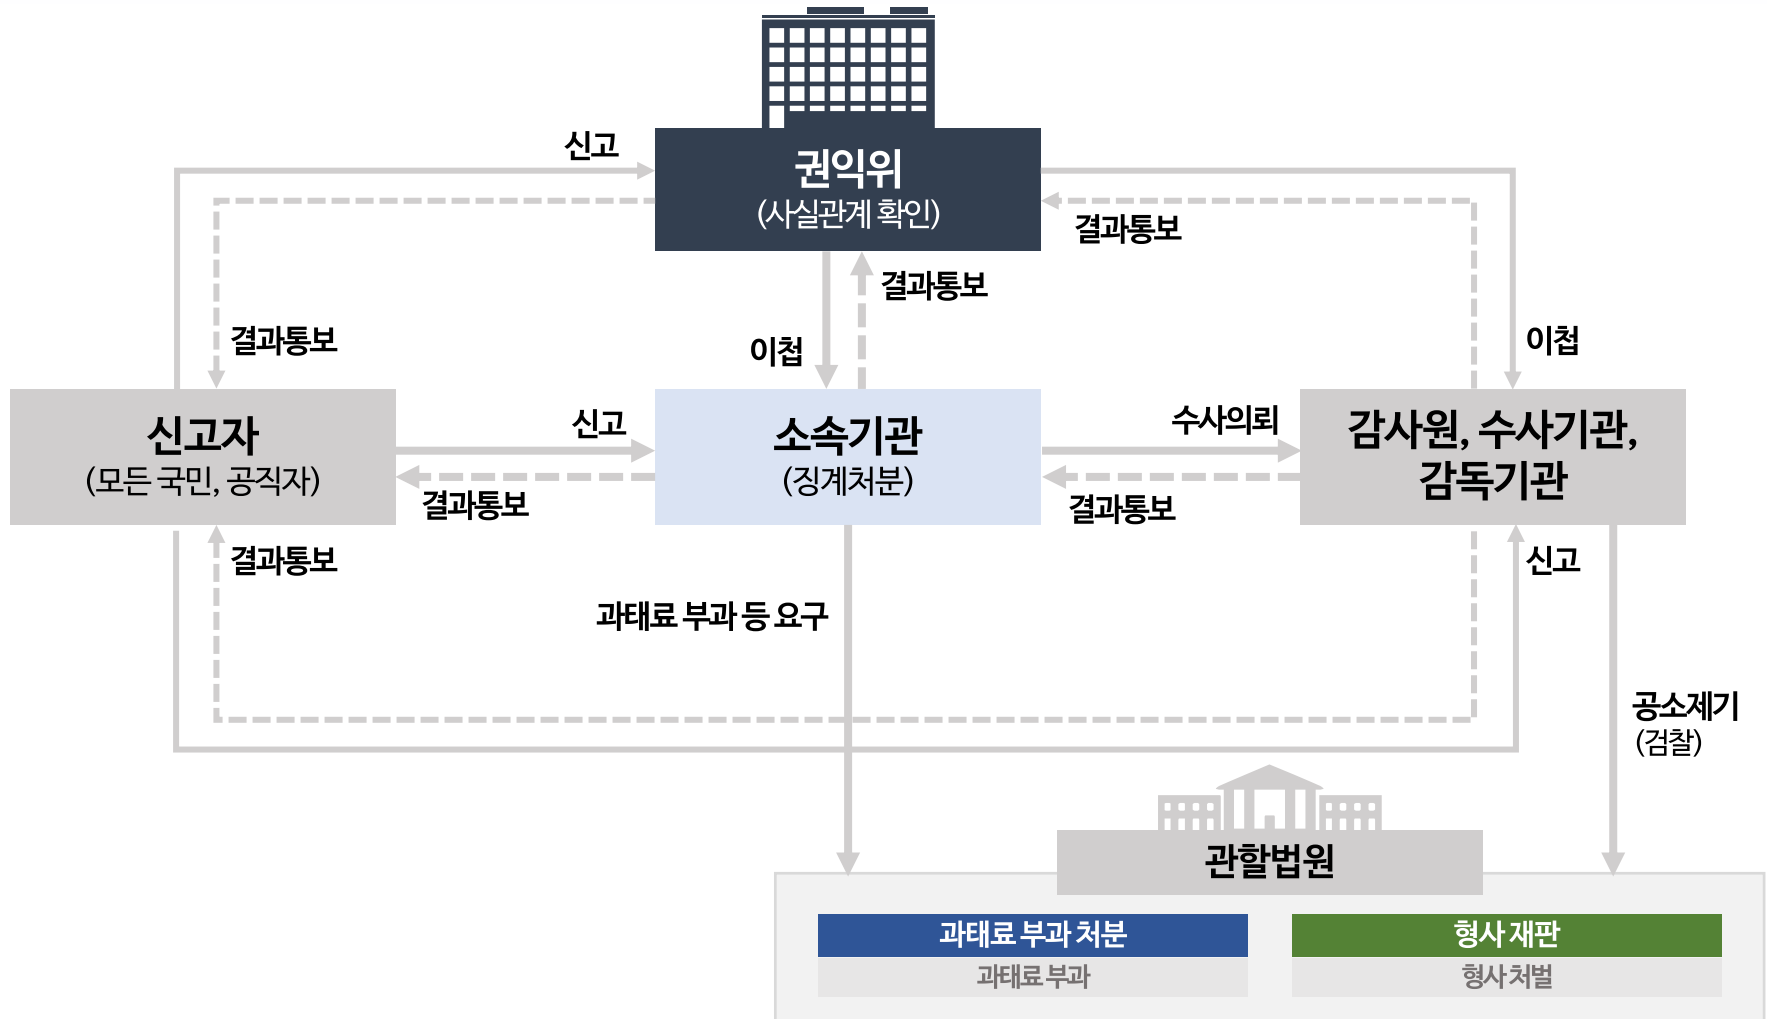 신고
권익위
(사실관계 확인)
결과통보
결과통보
결과통보
이첩
이첩
신고자
(모든 국민, 공직자)
신고
결과통보
소속기관
(징계처분)
수사의뢰
결과통보
감사원, 수사기관,
감독기관
결과통보
신고
과태료 부과 등 요구
공소제기
(검찰)
관할법원
과태료 부과 처분
과태료 부과
형사 재판
형사 처벌